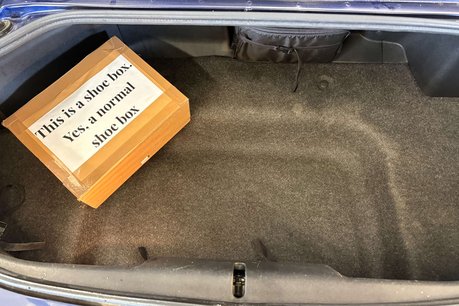 This is a shoe box.
Yes, a normal
shoe box